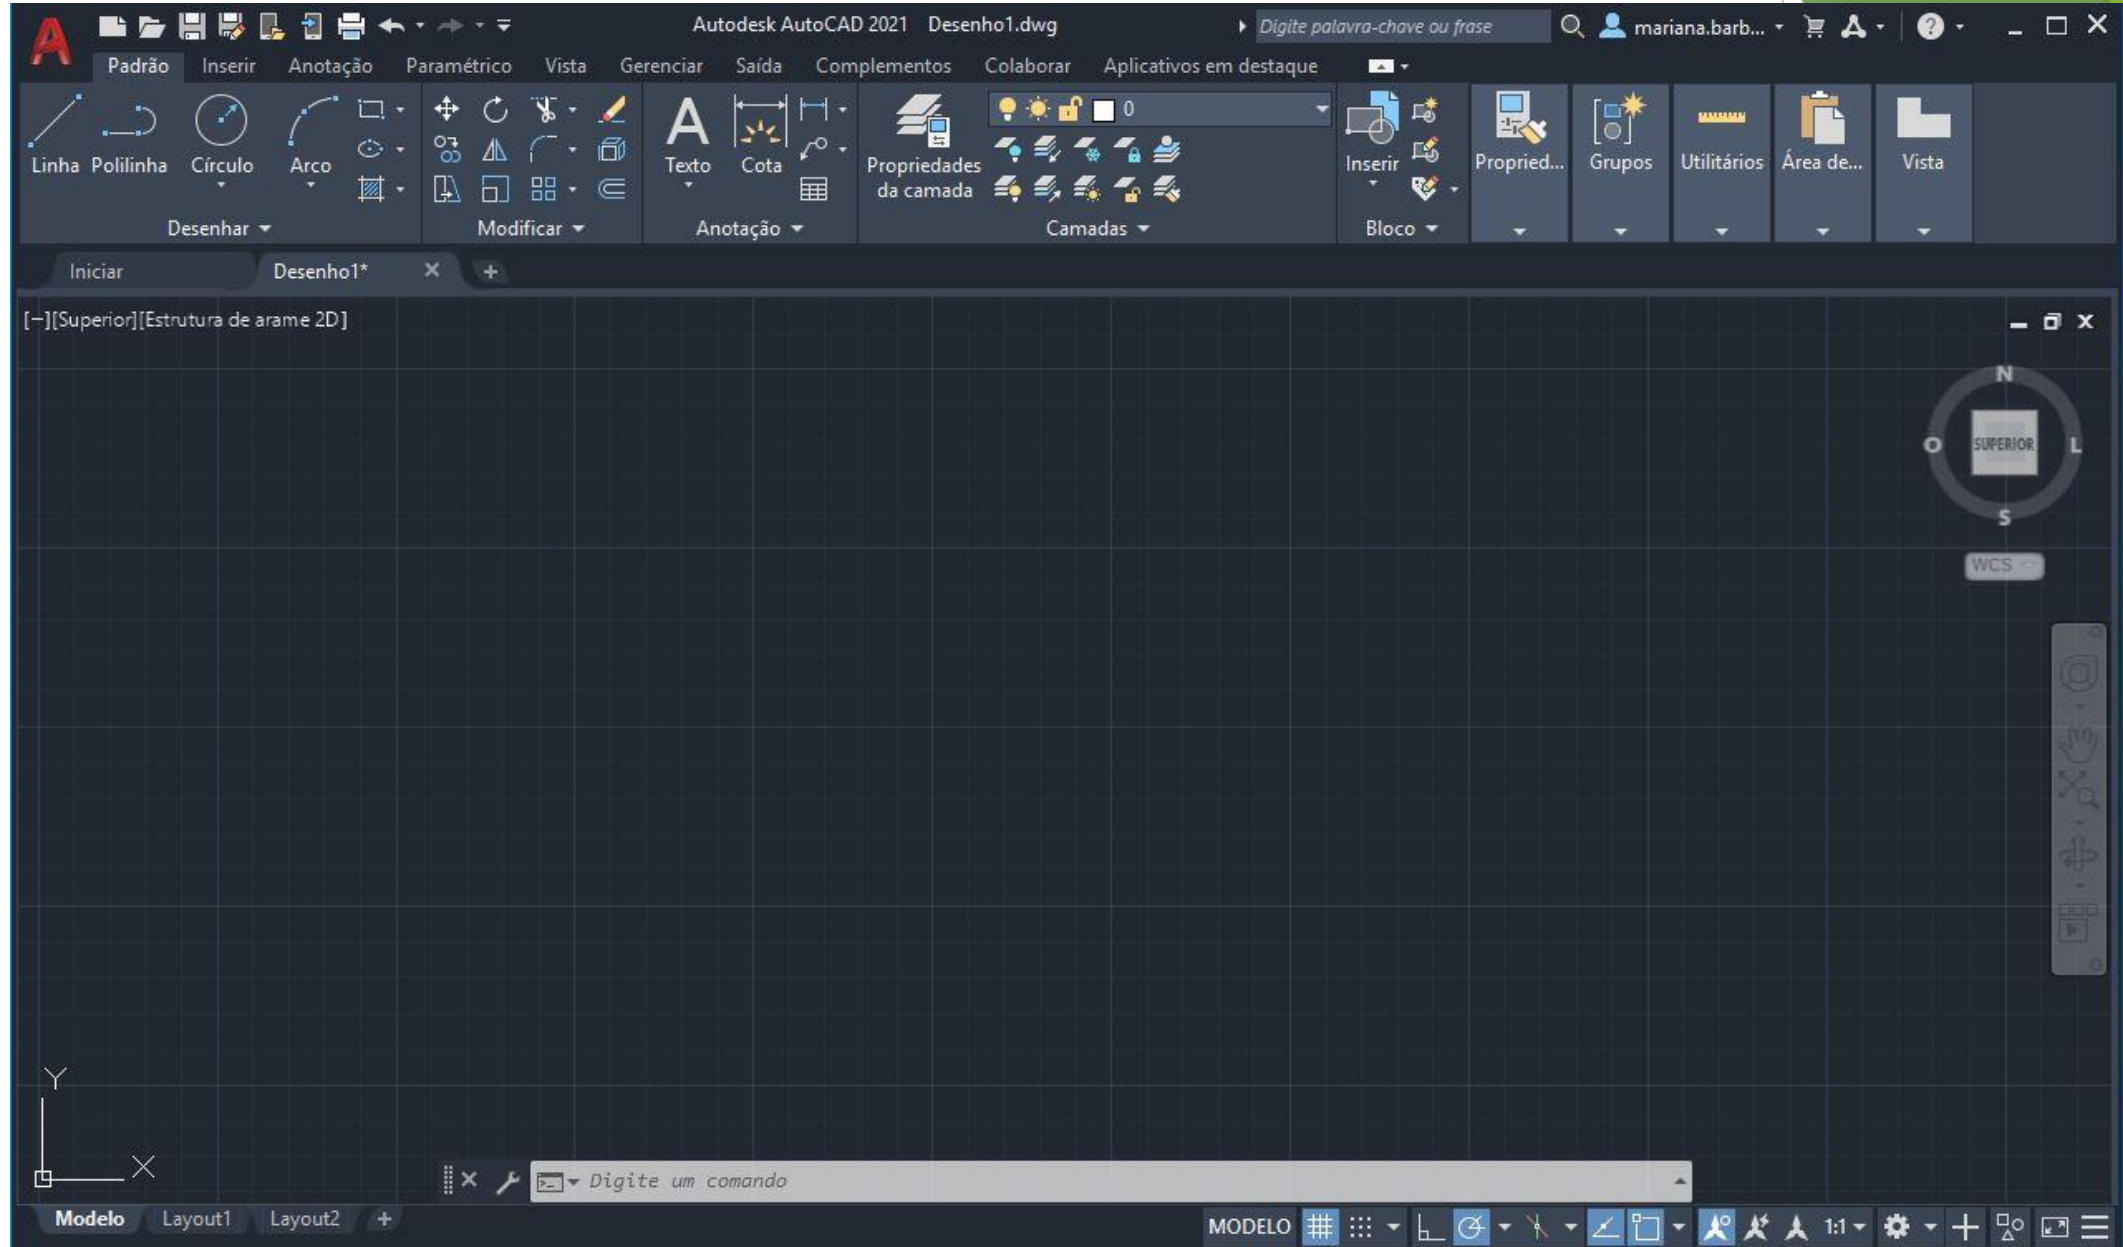 Autodesk AutoCAD 2021 Desenho1.dwg Digite palavra-chave ou frase mariana.barb...
Padrão Inserir Anotação Paramétrico Vista Gerenciar Saída Complementos Colaborar Aplicativos em destaque
0
Linha Polilinha Círculo Arco Texto Cota Propriedades da camada Inserir Propried... Grupos Utilitários Área de... Vista
Desenhar Modificar Anotação Camadas Bloco
Iniciar Desenho1*
[−][Superior][Estrutura de arame 2D]
N
O SUPERIOR L
S
WCS
Y
X
Digite um comando
Modelo Layout1 Layout2 MODELO 1:1